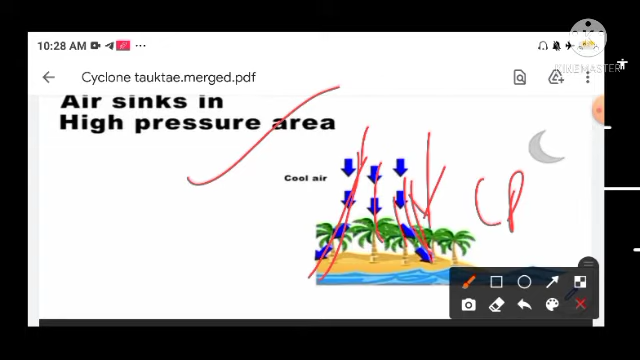 10:28 AM
KINEMASTER
Cyclone tauktae.merged.pdf
Air sinks in
High pressure area
Cool air